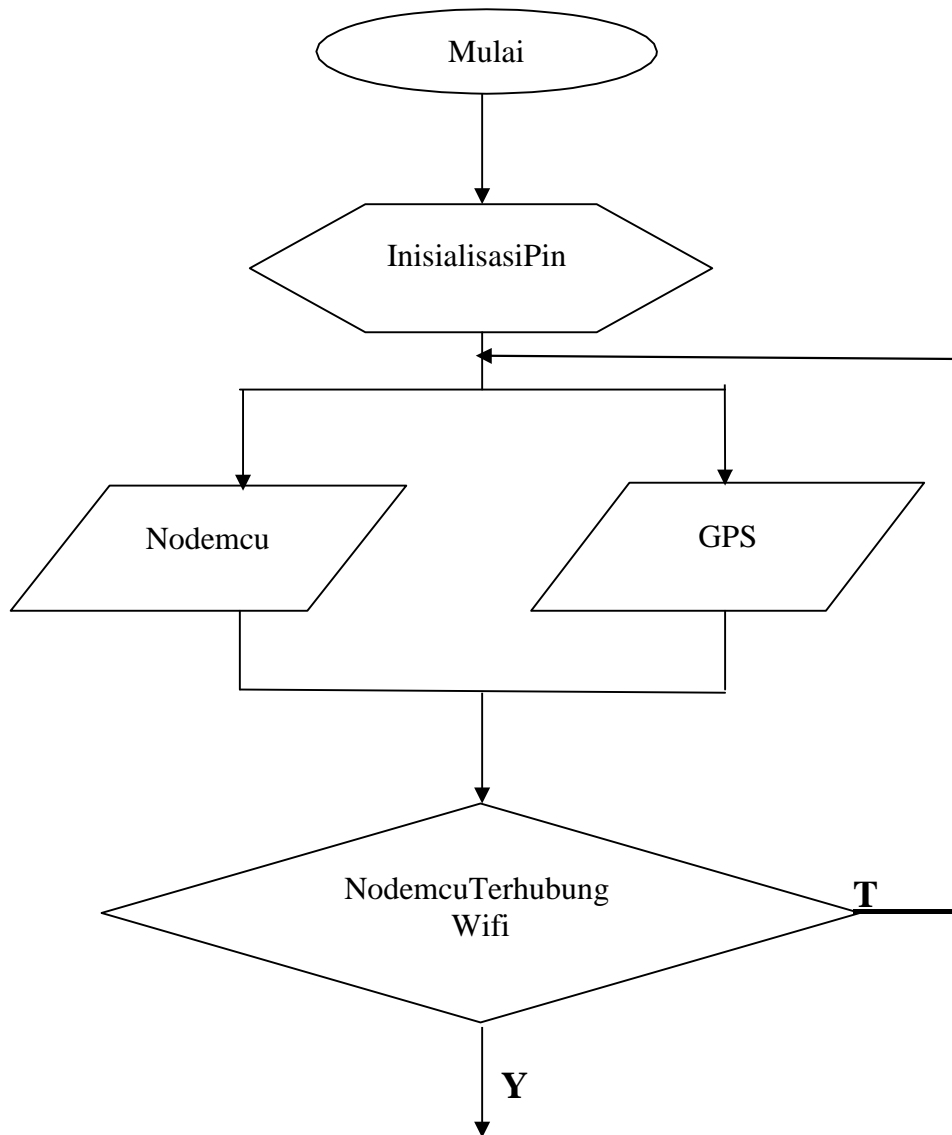 Mulai
InisialisasiPin
Nodemcu
GPS
NodemcuTerhubung
Wifi
T
Y